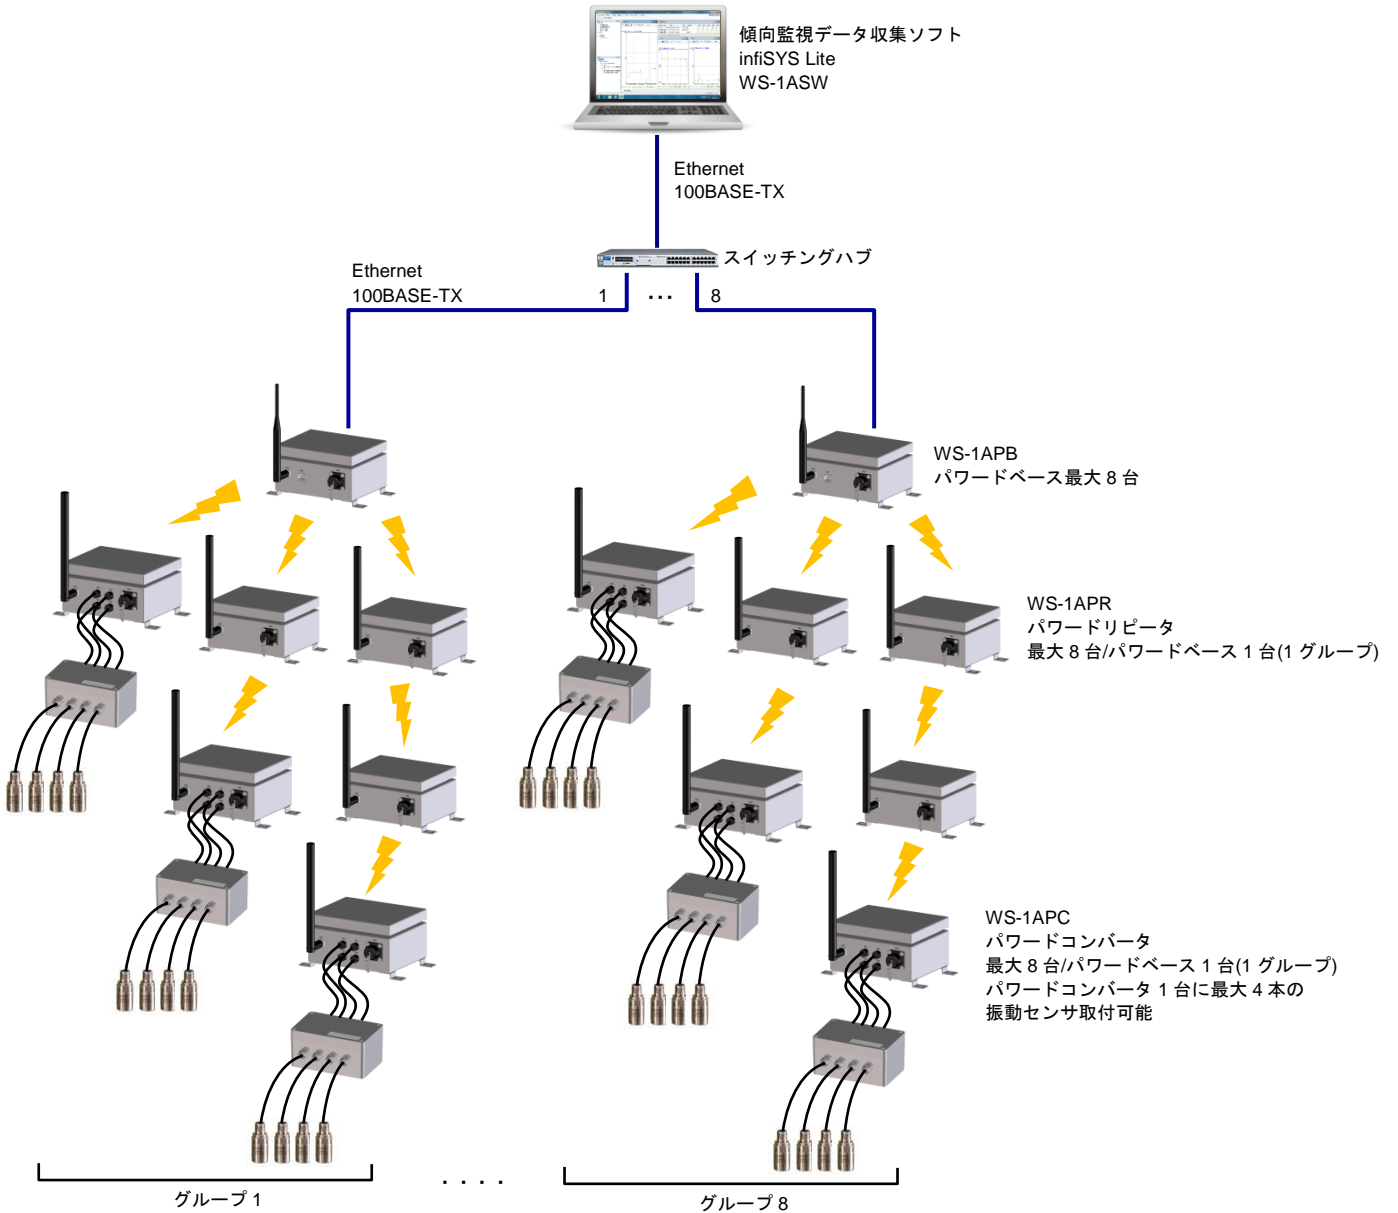 傾向監視データ収集ソフト
infiSYS Lite
WS-1ASW
Ethernet
100BASE-TX
スイッチングハブ
Ethernet
100BASE-TX
1
･･･
8
WS-1APB
パワードベース最大 8 台
WS-1APR
パワードリピータ
最大 8 台/パワードベース 1 台(1 グループ)
WS-1APC
パワードコンバータ
最大 8 台/パワードベース 1 台(1 グループ)
パワードコンバータ 1 台に最大 4 本の
振動センサ取付可能
グループ 1
････
グループ 8